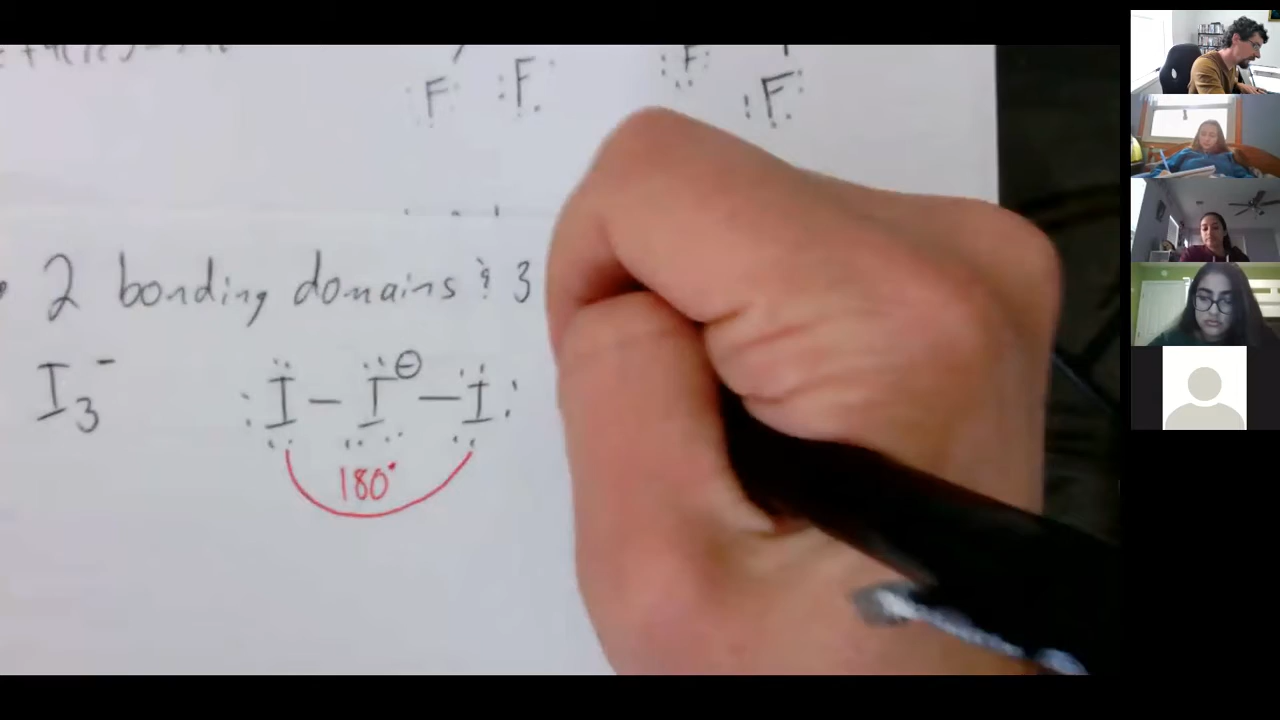 F F F F
2 bonding domains & 3
I3⁻ I - I⊖ - I
180°